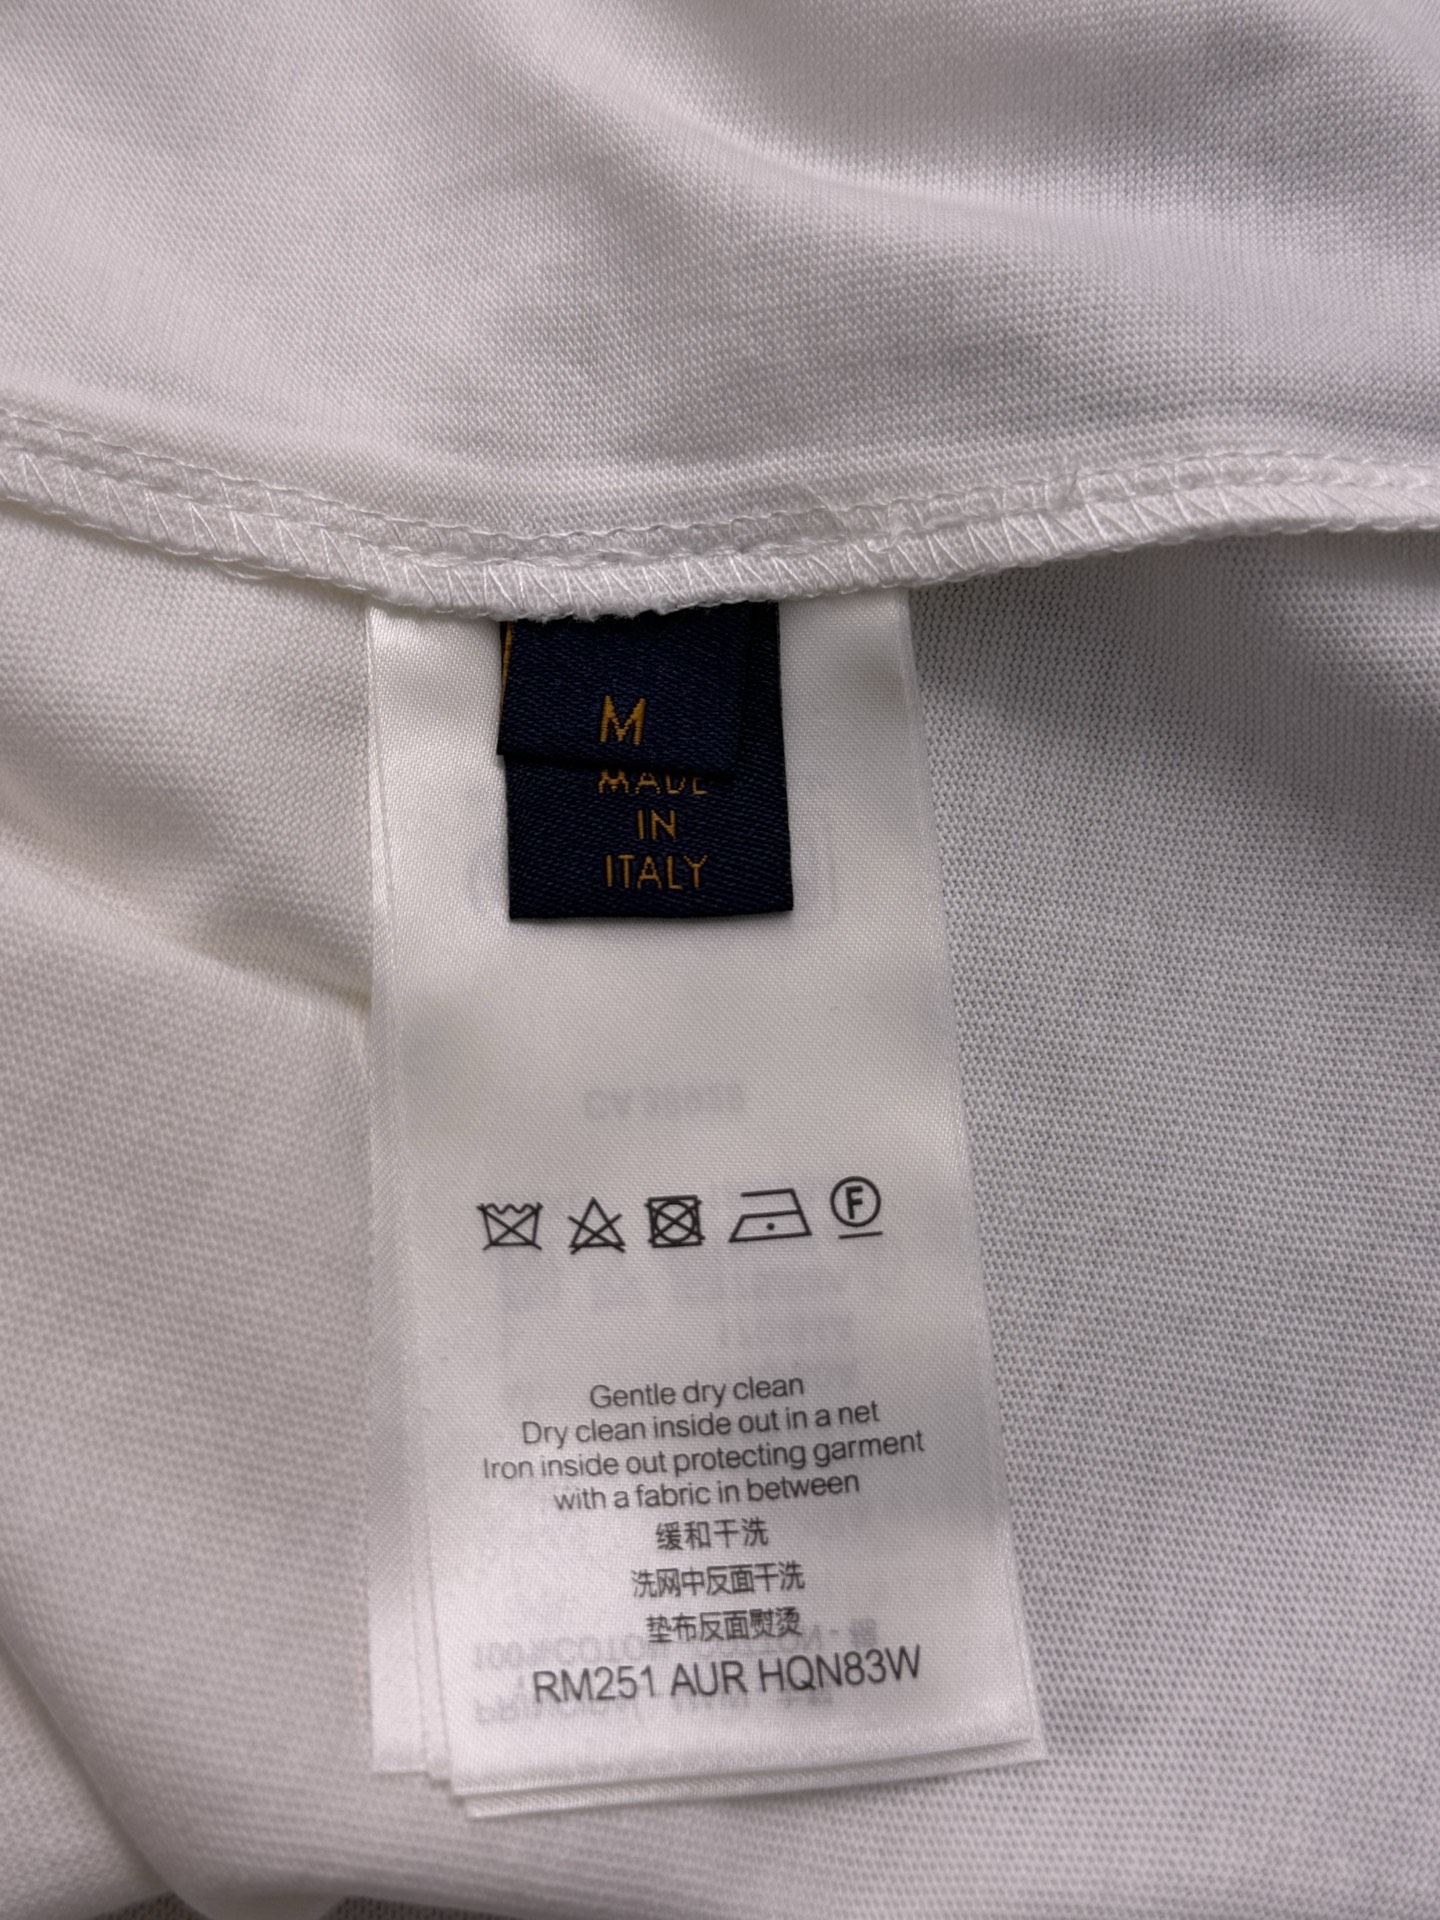 M
MADE
IN
ITALY
F
Gentle dry clean
Dry clean inside out in a net
Iron inside out protecting garment
with a fabric in between
缓和干洗
洗网中反面干洗
垫布反面熨烫
RM251 AUR HQN83W